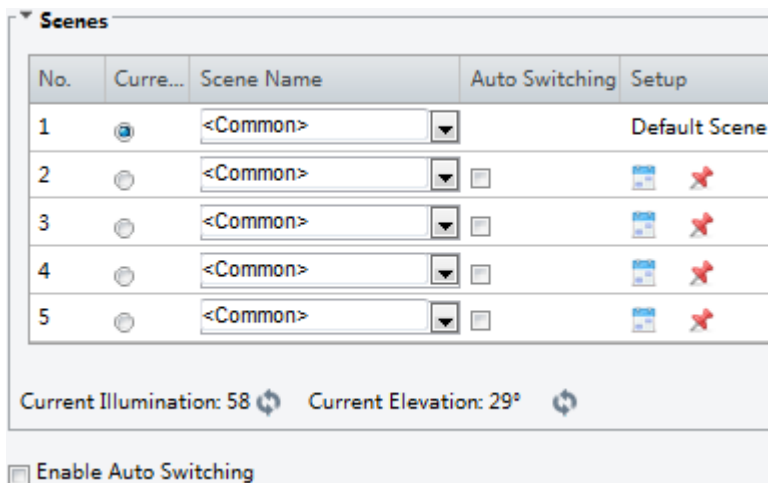 Scenes
No. Curre... Scene Name Auto Switching Setup
1 <Common> Default Scene
2 <Common>
3 <Common>
4 <Common>
5 <Common>
Current Illumination: 58 Current Elevation: 29°
Enable Auto Switching